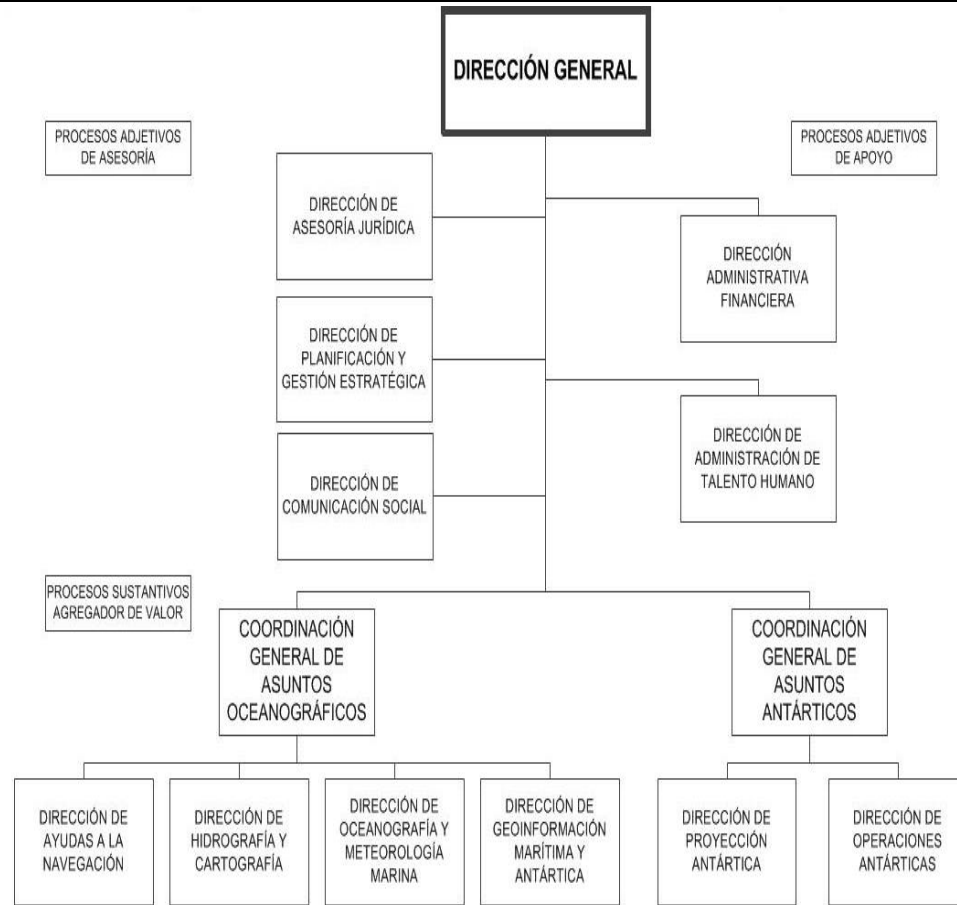 DIRECCIÓN GENERAL
PROCESOS ADJETIVOS
DE ASESORÍA
PROCESOS ADJETIVOS
DE APOYO
DIRECCIÓN DE
ASESORÍA JURÍDICA
DIRECCIÓN
ADMINISTRATIVA
FINANCIERA
DIRECCIÓN DE
PLANIFICACIÓN Y
GESTIÓN ESTRATÉGICA
DIRECCIÓN DE
ADMINISTRACIÓN DE
TALENTO HUMANO
DIRECCIÓN DE
COMUNICACIÓN SOCIAL
PROCESOS SUSTANTIVOS
AGREGADOR DE VALOR
COORDINACIÓN
GENERAL DE
ASUNTOS
OCEANOGRÁFICOS
COORDINACIÓN
GENERAL DE
ASUNTOS
ANTÁRTICOS
DIRECCIÓN DE
AYUDAS A LA
NAVEGACIÓN
DIRECCIÓN DE
HIDROGRAFÍA Y
CARTOGRAFÍA
DIRECCIÓN DE
OCEANOGRAFÍA Y
METEOROLOGÍA
MARINA
DIRECCIÓN DE
GEOINFORMACIÓN
MARÍTIMA Y
ANTÁRTICA
DIRECCIÓN DE
PROYECCIÓN
ANTÁRTICA
DIRECCIÓN DE
OPERACIONES
ANTÁRTICAS